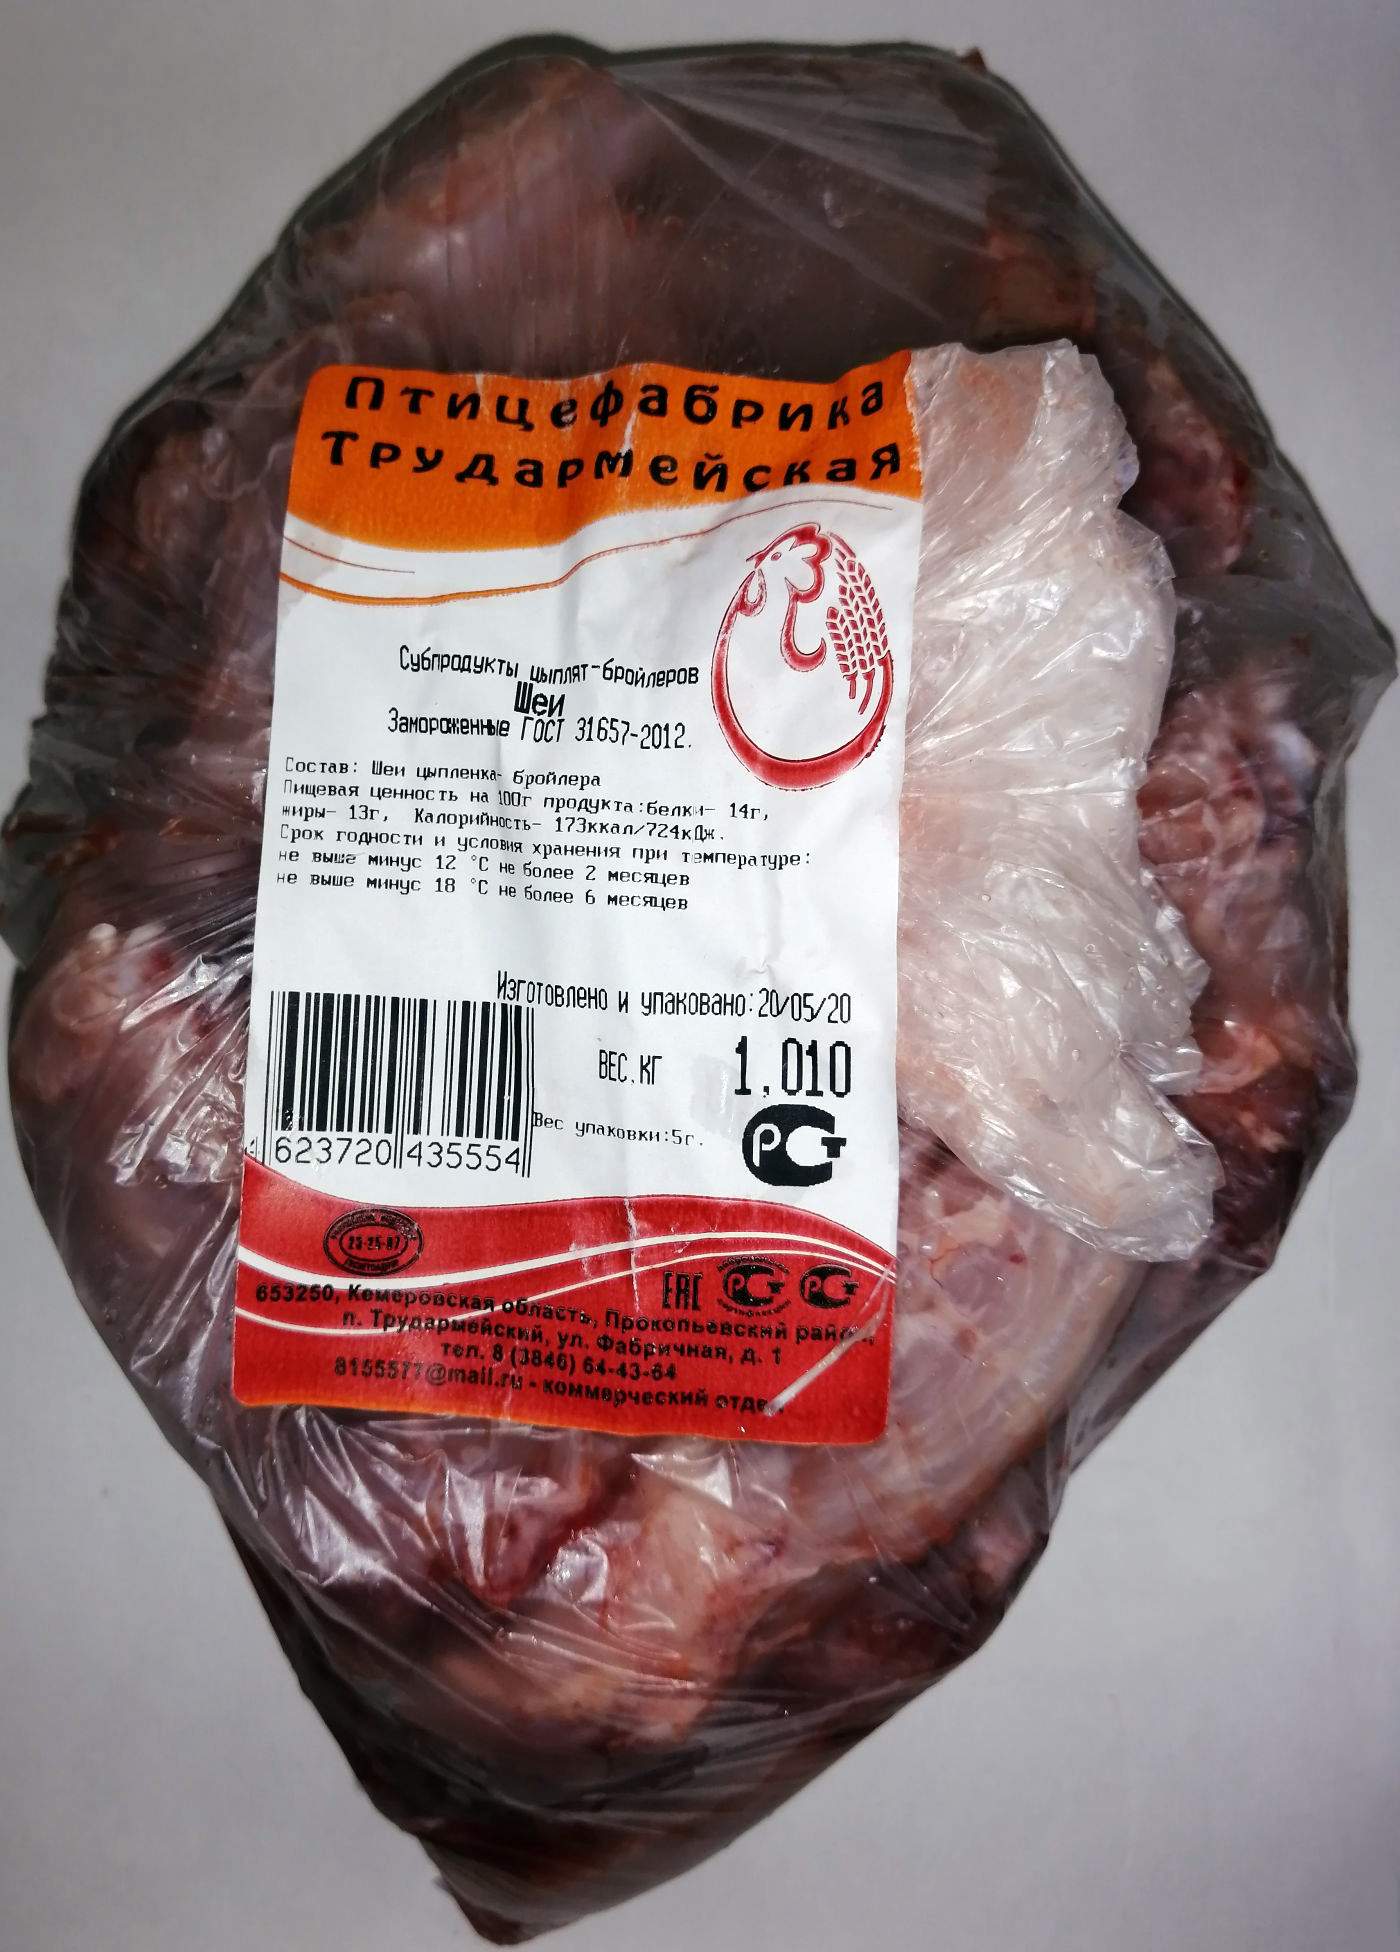 Птицефабрика
Трудармейская
Субпродукты цыплят-бройлеров
Шеи
Замороженные ГОСТ 31657-2012.
Состав: Шеи цыпленка- бройлера
Пищевая ценность на 100г продукта:белки- 14г,
жиры- 13г, Калорийность- 173ккал/724кДж.
Срок годности и условия хранения при температуре:
не выше минус 12 °С не более 2 месяцев
не выше минус 18 °С не более 6 месяцев
Изготовлено и упаковано:20/05/20
ВЕС,КГ 1,010
Вес упаковки:5г.
РСТ
623720 435554
23-25-87
ЕАС РСТ РСТ
653250, Кемеровская область, Прокопьевский
п. Трудармейский, ул. Фабричная, д. 1
тел. 8 (3846) 64-43-64
8155577@mail.ru - коммерческий